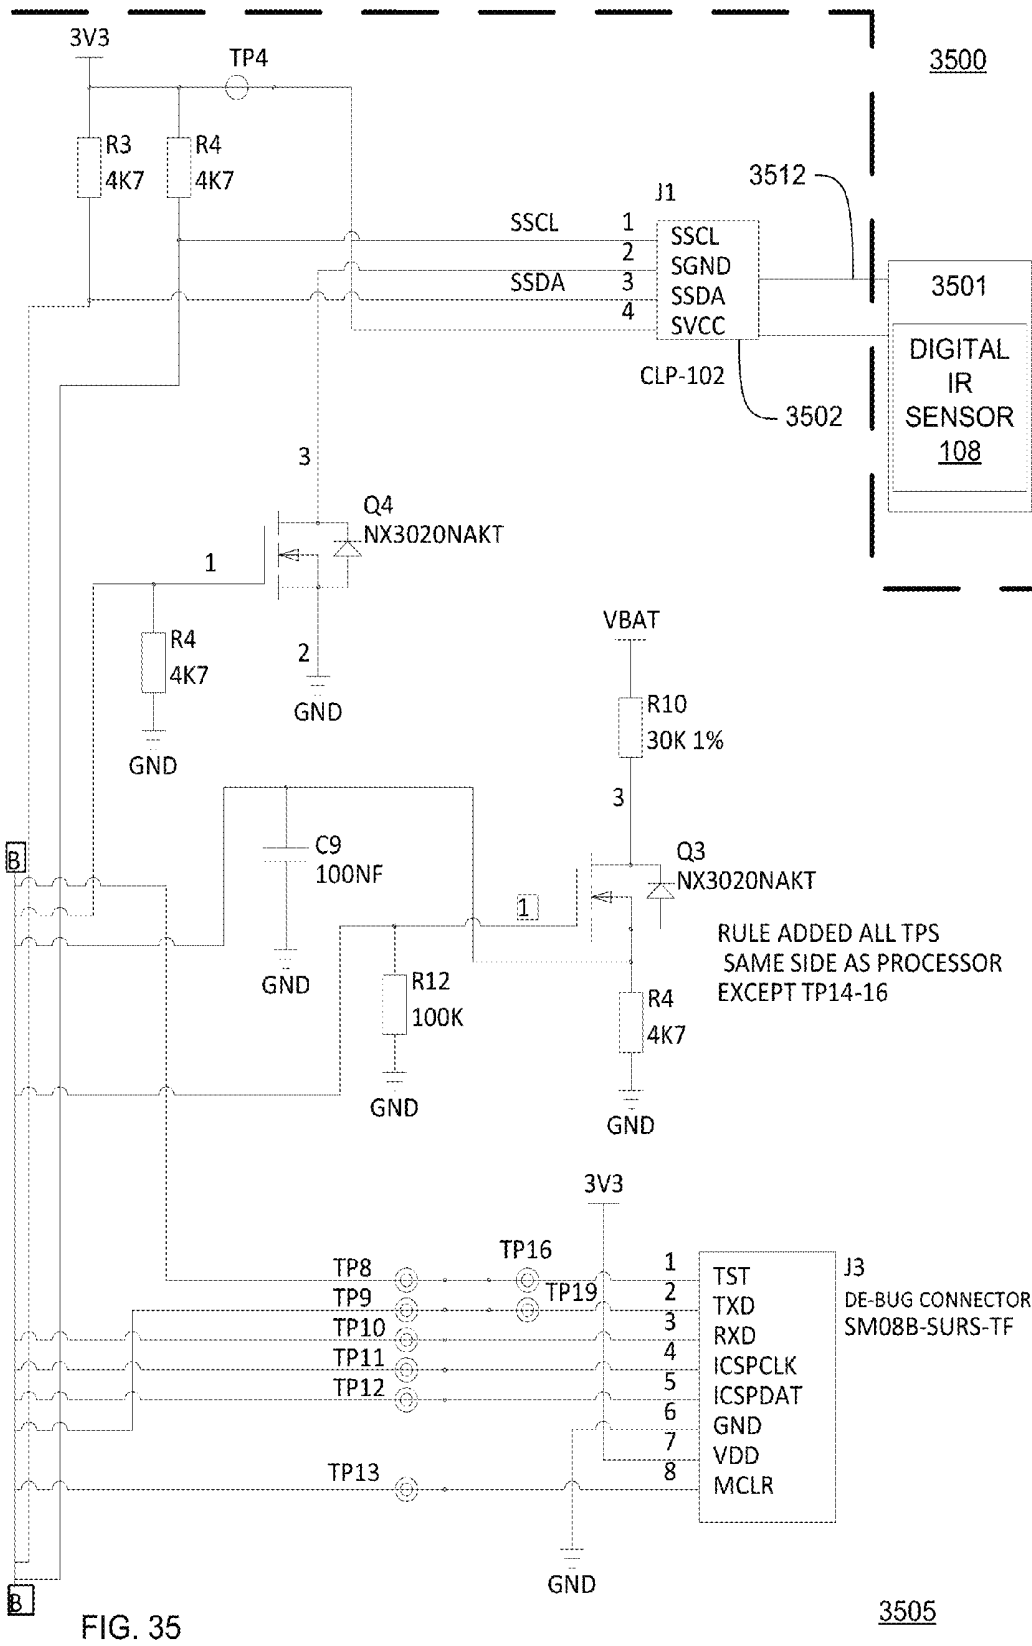 3V3
TP4
3500
R3
4K7
R4
4K7
3512
J1
SSCL
1
SSCL
2
SGND
SSDA
3
SSDA
4
SVCC
3501
DIGITAL
IR
SENSOR
108
CLP-102
3502
3
Q4
NX3020NAKT
1
R4
4K7
2
GND
GND
VBAT
R10
30K 1%
3
B
C9
100NF
Q3
NX3020NAKT
1
GND
RULE ADDED ALL TPS
SAME SIDE AS PROCESSOR
EXCEPT TP14-16
R12
100K
R4
4K7
GND
GND
3V3
TP8
TP16
1
TST
J3
TP9
TP19
2
TXD
DE-BUG CONNECTOR
TP10
3
RXD
SM08B-SURS-TF
TP11
4
ICSPCLK
TP12
5
ICSPDAT
6
GND
7
VDD
TP13
8
MCLR
GND
B
FIG. 35
3505